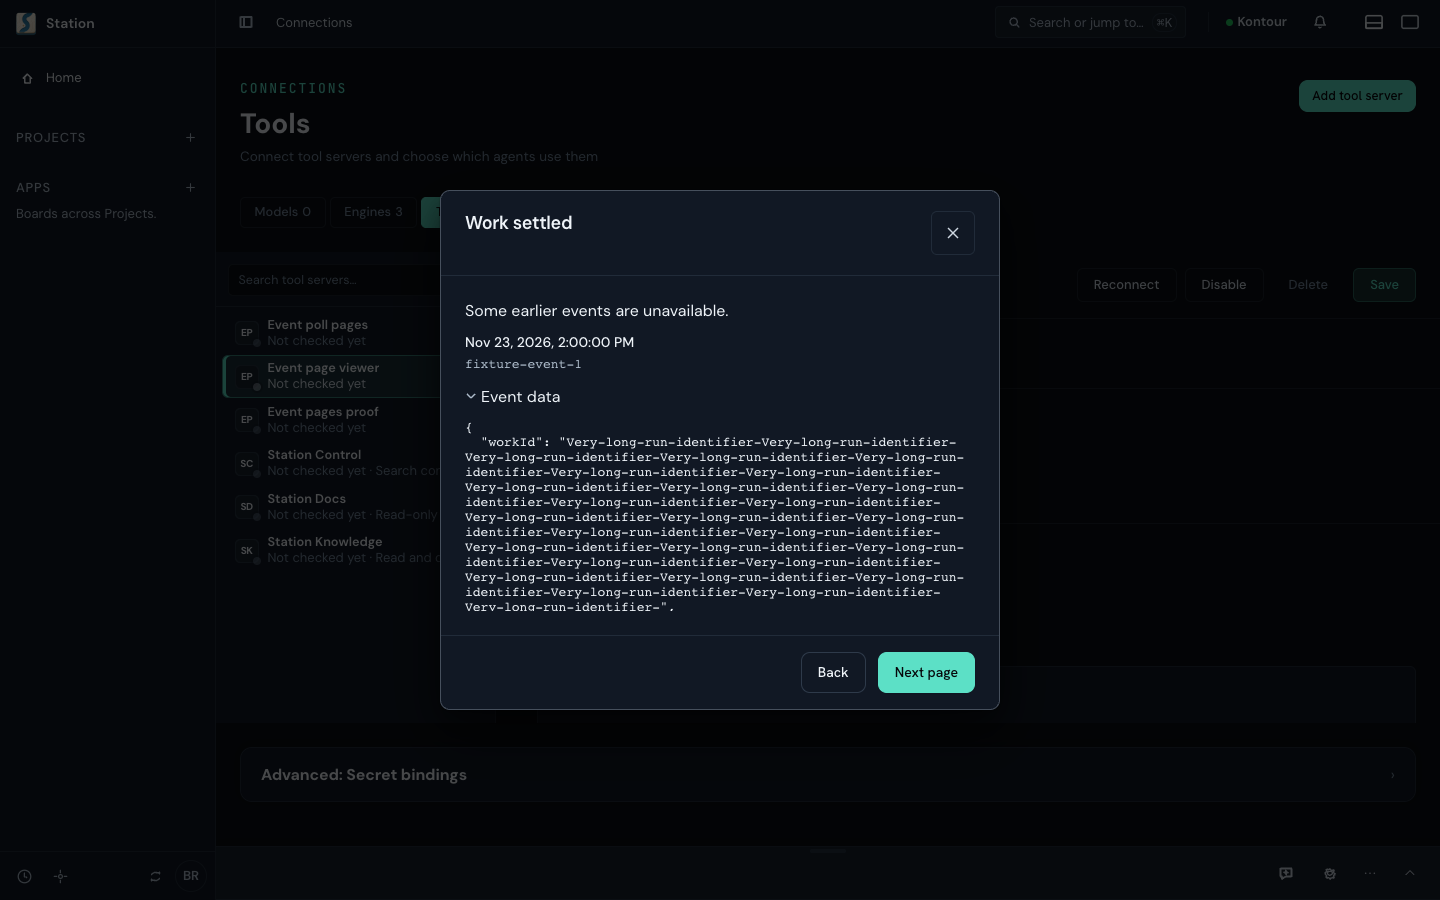 Station
Connections
Search or jump to... ⌘K
Kontour
Home
PROJECTS
APPS
Boards across Projects.
CONNECTIONS
Tools
Connect tool servers and choose which agents use them
Add tool server
Models 0
Engines 3
Search tool servers...
Reconnect
Disable
Delete
Save
EP
Event poll pages
Not checked yet
EP
Event page viewer
Not checked yet
EP
Event pages proof
Not checked yet
SC
Station Control
Not checked yet · Search
SD
Station Docs
Not checked yet · Read-only
SK
Station Knowledge
Not checked yet · Read and
Work settled
Some earlier events are unavailable.
Nov 23, 2026, 2:00:00 PM
fixture-event-1
Event data
{
"workId": "Very-long-run-identifier-Very-long-run-identifier-
Very-long-run-identifier-Very-long-run-identifier-Very-long-run-
identifier-Very-long-run-identifier-Very-long-run-identifier-
Very-long-run-identifier-Very-long-run-identifier-Very-long-run-
identifier-Very-long-run-identifier-Very-long-run-identifier-
Very-long-run-identifier-Very-long-run-identifier-Very-long-run-
identifier-Very-long-run-identifier-Very-long-run-identifier-
Very-long-run-identifier-Very-long-run-identifier-Very-long-run-
identifier-Very-long-run-identifier-Very-long-run-identifier-
Very-long-run-identifier-Very-long-run-identifier-Very-long-run-
identifier-Very-long-run-identifier-Very-long-run-identifier-
Very-long-run-identifier-",
Back
Next page
Advanced: Secret bindings
BR